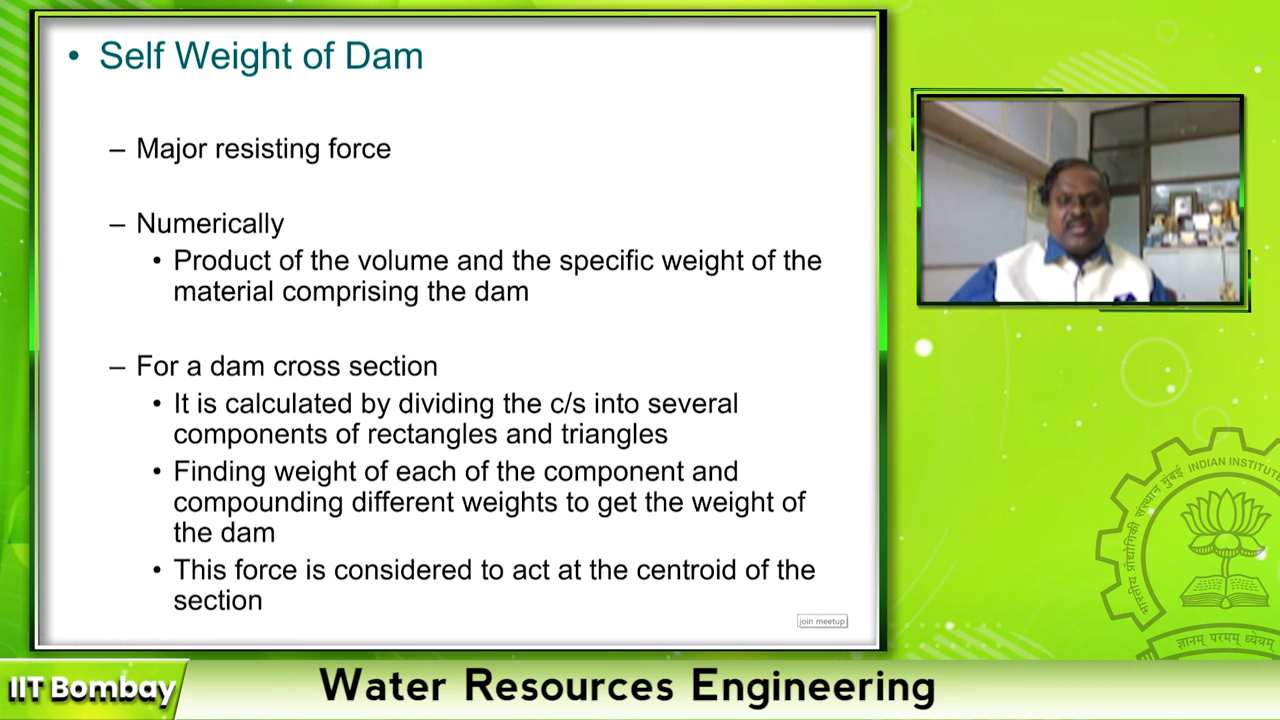 • Self Weight of Dam
– Major resisting force
– Numerically
• Product of the volume and the specific weight of the
material comprising the dam
– For a dam cross section
• It is calculated by dividing the c/s into several
components of rectangles and triangles
• Finding weight of each of the component and
compounding different weights to get the weight of
the dam
• This force is considered to act at the centroid of the
section
join meetup
भारतीय प्रौद्योगिकी संस्थान मुंबई INDIAN INSTITUTE
ज्ञानम् परमम् ध्येयम्
IIT Bombay
Water Resources Engineering